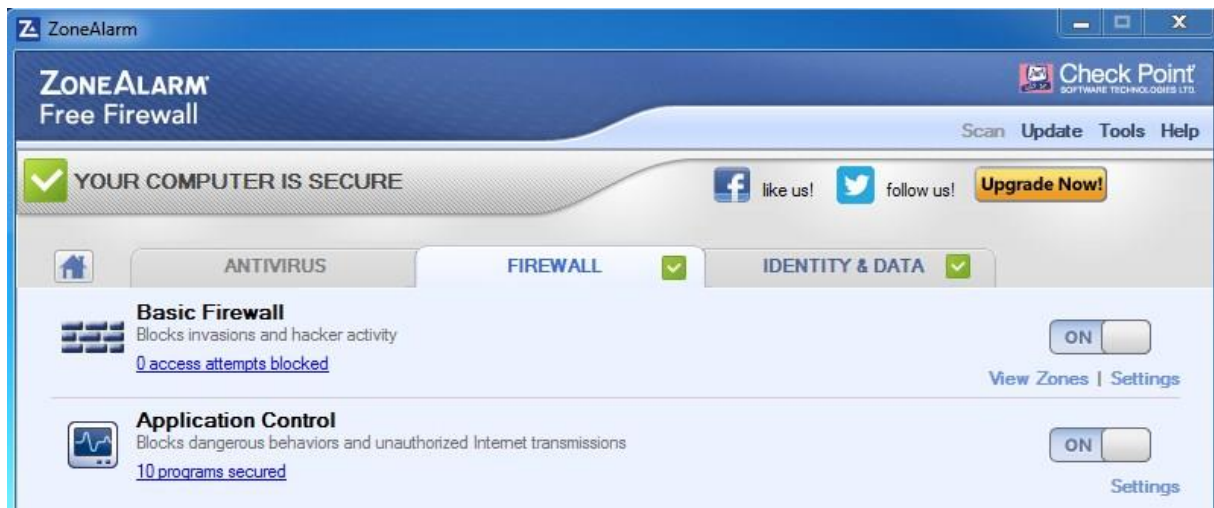 ZoneAlarm
ZONEALARM
Free Firewall
Check Point
SOFTWARE TECHNOLOGIES LTD.
Scan Update Tools Help
YOUR COMPUTER IS SECURE
like us! follow us! Upgrade Now!
ANTIVIRUS FIREWALL IDENTITY & DATA
Basic Firewall
Blocks invasions and hacker activity
0 access attempts blocked
ON
View Zones | Settings
Application Control
Blocks dangerous behaviors and unauthorized Internet transmissions
10 programs secured
ON
Settings